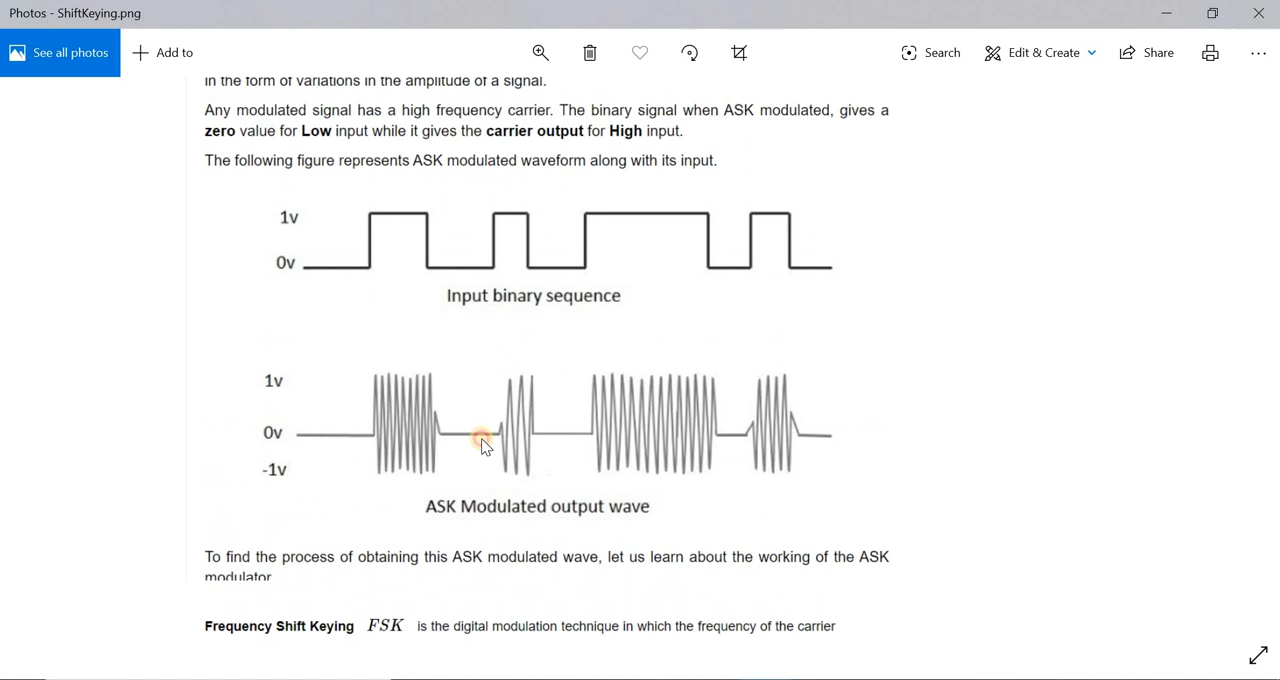 Photos - ShiftKeying.png
See all photos
Add to
Search
Edit & Create
Share
in the form of variations in the amplitude of a signal.
Any modulated signal has a high frequency carrier. The binary signal when ASK modulated, gives a
zero value for Low input while it gives the carrier output for High input.
The following figure represents ASK modulated waveform along with its input.
1v
0v
Input binary sequence
1v
0v
-1v
ASK Modulated output wave
To find the process of obtaining this ASK modulated wave, let us learn about the working of the ASK
modulator
Frequency Shift Keying FSK is the digital modulation technique in which the frequency of the carrier